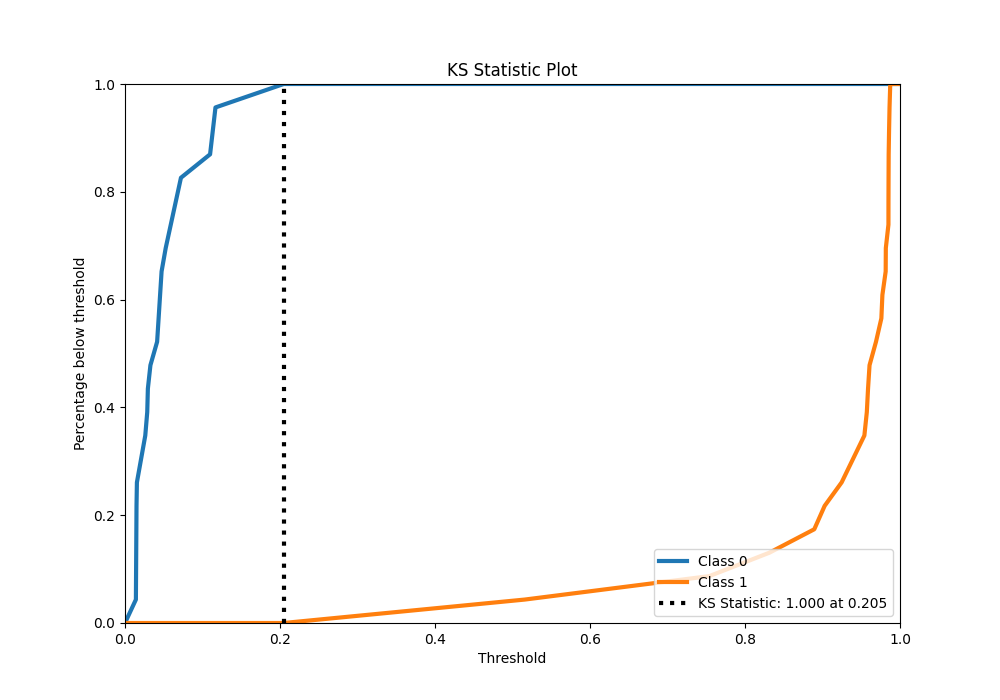 KS Statistic Plot
1.0
0.8
0.6
0.4
0.2
0.0
Percentage below threshold
0.0 0.2 0.4 0.6 0.8 1.0
Threshold
Class 0
Class 1
KS Statistic: 1.000 at 0.205